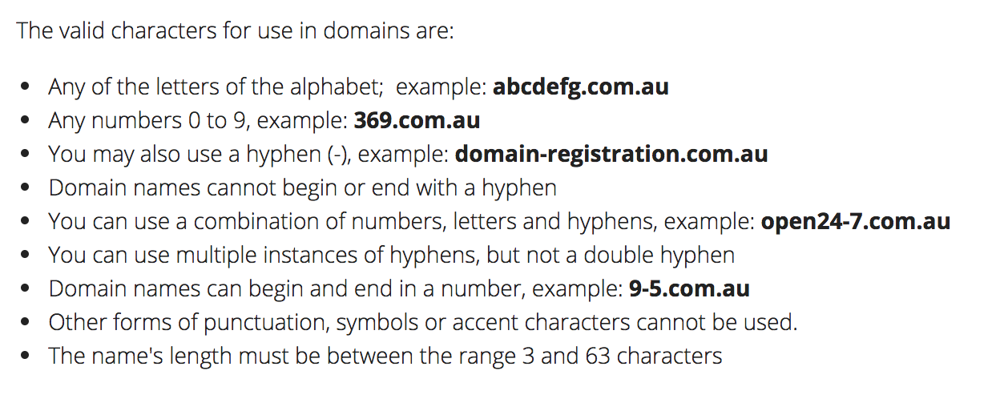 The valid characters for use in domains are:
• Any of the letters of the alphabet;  example: abcdefg.com.au
• Any numbers 0 to 9, example: 369.com.au
• You may also use a hyphen (-), example: domain-registration.com.au
• Domain names cannot begin or end with a hyphen
• You can use a combination of numbers, letters and hyphens, example: open24-7.com.au
• You can use multiple instances of hyphens, but not a double hyphen
• Domain names can begin and end in a number, example: 9-5.com.au
• Other forms of punctuation, symbols or accent characters cannot be used.
• The name's length must be between the range 3 and 63 characters